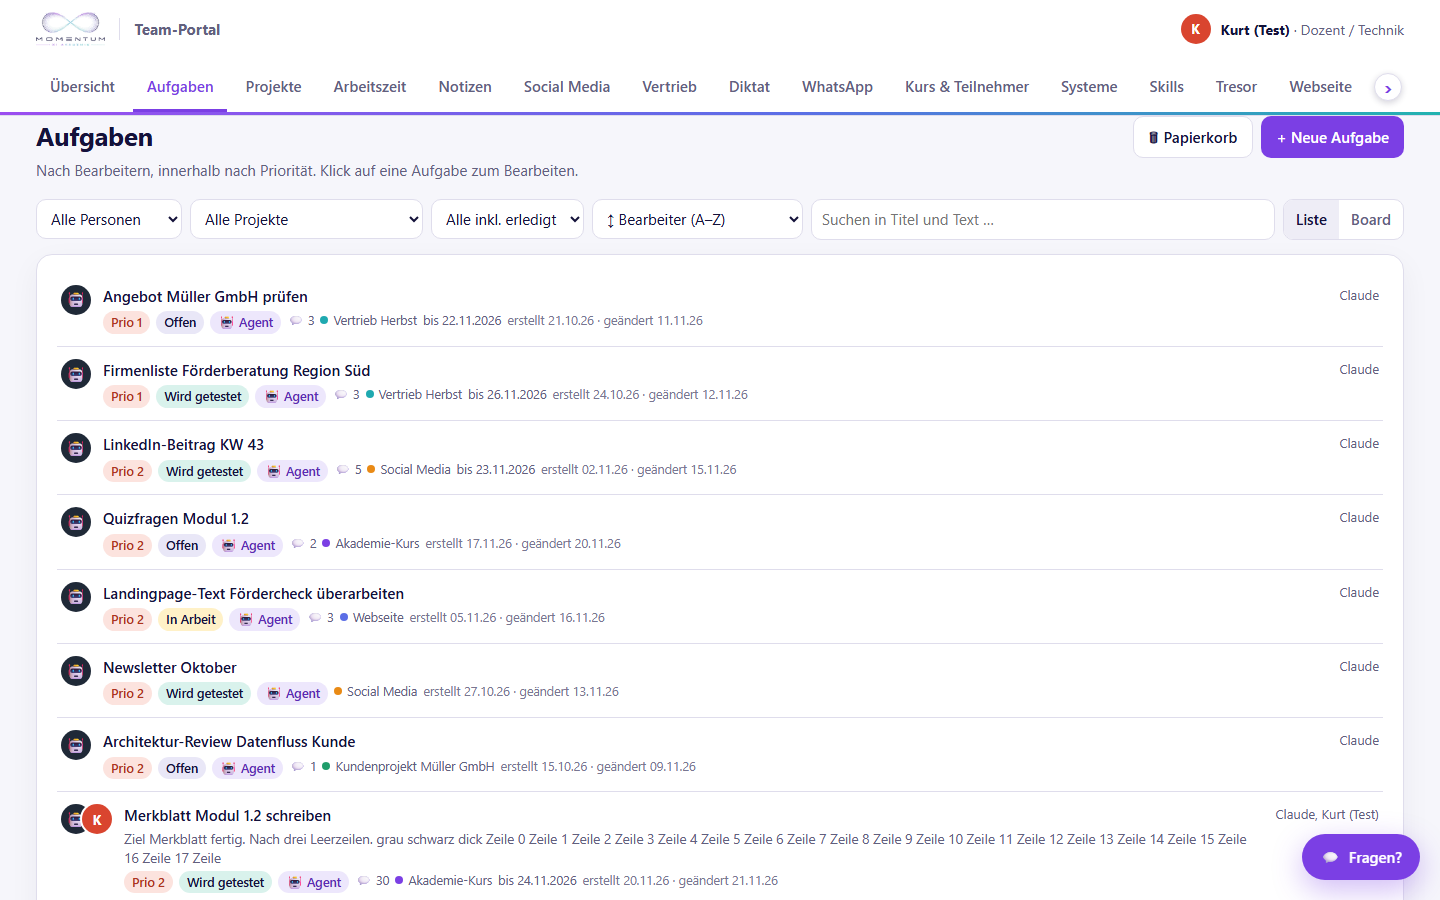 MOMENTUM
Team-Portal
K Kurt (Test) · Dozent / Technik
Übersicht Aufgaben Projekte Arbeitszeit Notizen Social Media Vertrieb Diktat WhatsApp Kurs & Teilnehmer Systeme Skills Tresor Webseite ›
Aufgaben
Papierkorb + Neue Aufgabe
Nach Bearbeitern, innerhalb nach Priorität. Klick auf eine Aufgabe zum Bearbeiten.
Alle Personen Alle Projekte Alle inkl. erledigt ↕ Bearbeiter (A–Z) Suchen in Titel und Text ... Liste Board
Angebot Müller GmbH prüfen Claude
Prio 1 Offen Agent 3 Vertrieb Herbst bis 22.11.2026 erstellt 21.10.26 · geändert 11.11.26
Firmenliste Förderberatung Region Süd Claude
Prio 1 Wird getestet Agent 3 Vertrieb Herbst bis 26.11.2026 erstellt 24.10.26 · geändert 12.11.26
LinkedIn-Beitrag KW 43 Claude
Prio 2 Wird getestet Agent 5 Social Media bis 23.11.2026 erstellt 02.11.26 · geändert 15.11.26
Quizfragen Modul 1.2 Claude
Prio 2 Offen Agent 2 Akademie-Kurs erstellt 17.11.26 · geändert 20.11.26
Landingpage-Text Fördercheck überarbeiten Claude
Prio 2 In Arbeit Agent 3 Webseite erstellt 05.11.26 · geändert 16.11.26
Newsletter Oktober Claude
Prio 2 Wird getestet Agent Social Media erstellt 27.10.26 · geändert 13.11.26
Architektur-Review Datenfluss Kunde Claude
Prio 2 Offen Agent 1 Kundenprojekt Müller GmbH erstellt 15.10.26 · geändert 09.11.26
K Merkblatt Modul 1.2 schreiben Claude, Kurt (Test)
Ziel Merkblatt fertig. Nach drei Leerzeilen. grau schwarz dick Zeile 0 Zeile 1 Zeile 2 Zeile 3 Zeile 4 Zeile 5 Zeile 6 Zeile 7 Zeile 8 Zeile 9 Zeile 10 Zeile 11 Zeile 12 Zeile 13 Zeile 14 Zeile 15 Zeile
16 Zeile 17 Zeile
Prio 2 Wird getestet Agent 30 Akademie-Kurs bis 24.11.2026 erstellt 20.11.26 · geändert 21.11.26
Fragen?